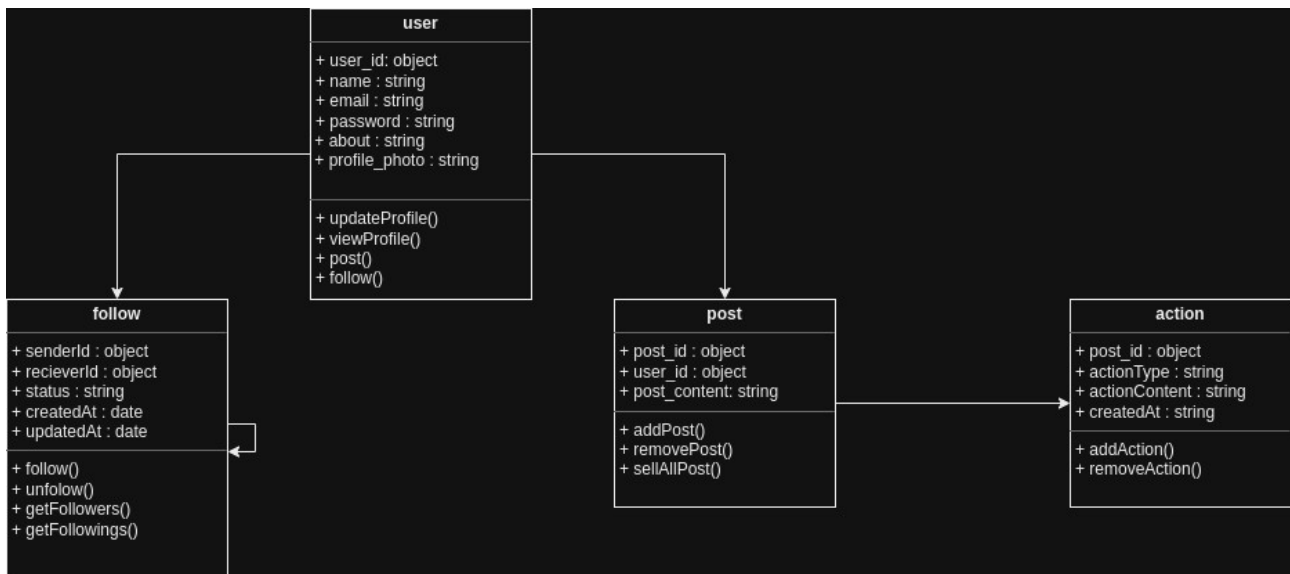 user
+ user_id: object
+ name : string
+ email : string
+ password : string
+ about : string
+ profile_photo : string
+ updateProfile()
+ viewProfile()
+ post()
+ follow()
follow
+ senderId : object
+ recieverId : object
+ status : string
+ createdAt : date
+ updatedAt : date
+ follow()
+ unfolow()
+ getFollowers()
+ getFollowings()
post
+ post_id : object
+ user_id : object
+ post_content: string
+ addPost()
+ removePost()
+ sellAllPost()
action
+ post_id : object
+ actionType : string
+ actionContent : string
+ createdAt : string
+ addAction()
+ removeAction()